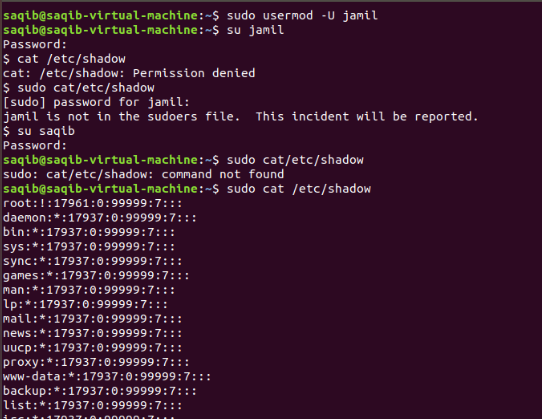 saqib@saqib-virtual-machine:~$ sudo usermod -U jamil
saqib@saqib-virtual-machine:~$ su jamil
Password:
$ cat /etc/shadow
cat: /etc/shadow: Permission denied
$ sudo cat/etc/shadow
[sudo] password for jamil:
jamil is not in the sudoers file.  This incident will be reported.
$ su saqib
Password:
saqib@saqib-virtual-machine:~$ sudo cat/etc/shadow
sudo: cat/etc/shadow: command not found
saqib@saqib-virtual-machine:~$ sudo cat /etc/shadow
root:!:17961:0:99999:7:::
daemon:*:17937:0:99999:7:::
bin:*:17937:0:99999:7:::
sys:*:17937:0:99999:7:::
sync:*:17937:0:99999:7:::
games:*:17937:0:99999:7:::
man:*:17937:0:99999:7:::
lp:*:17937:0:99999:7:::
mail:*:17937:0:99999:7:::
news:*:17937:0:99999:7:::
uucp:*:17937:0:99999:7:::
proxy:*:17937:0:99999:7:::
www-data:*:17937:0:99999:7:::
backup:*:17937:0:99999:7:::
list:*:17937:0:99999:7:::